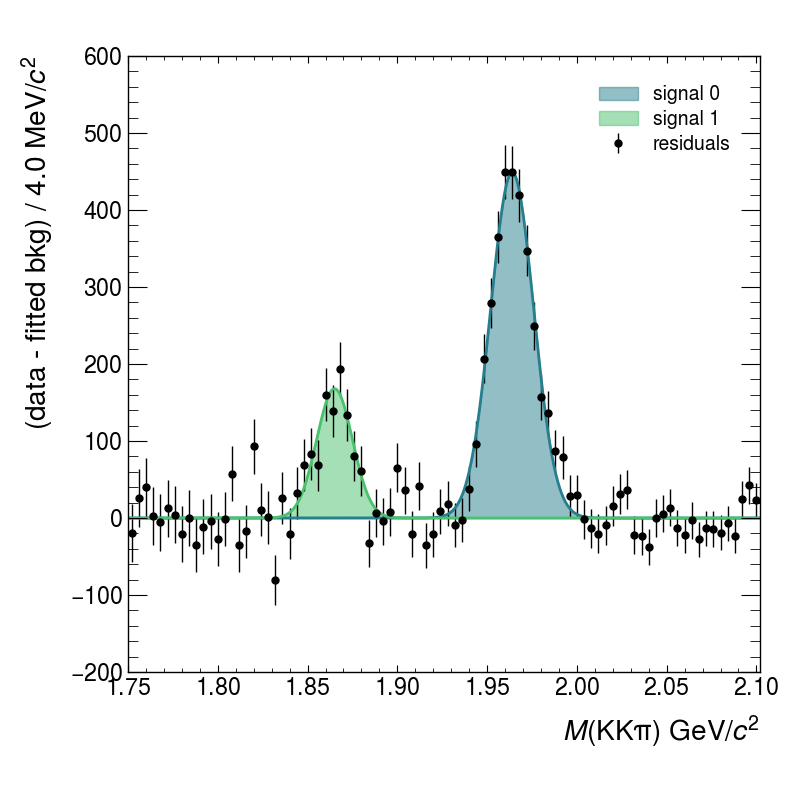 600
500
400
300
200
100
0
−100
−200
(data - fitted bkg) / 4.0 MeV/c²
signal 0
signal 1
residuals
1.75 1.80 1.85 1.90 1.95 2.00 2.05 2.10
M(KKπ) GeV/c²